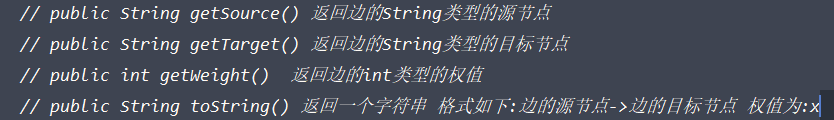 // public String getSource() 返回边的String类型的源节点
// public String getTarget() 返回边的String类型的目标节点
// public int getWeight()  返回边的int类型的权值
// public String toString() 返回一个字符串 格式如下:边的源节点->边的目标节点 权值为:x